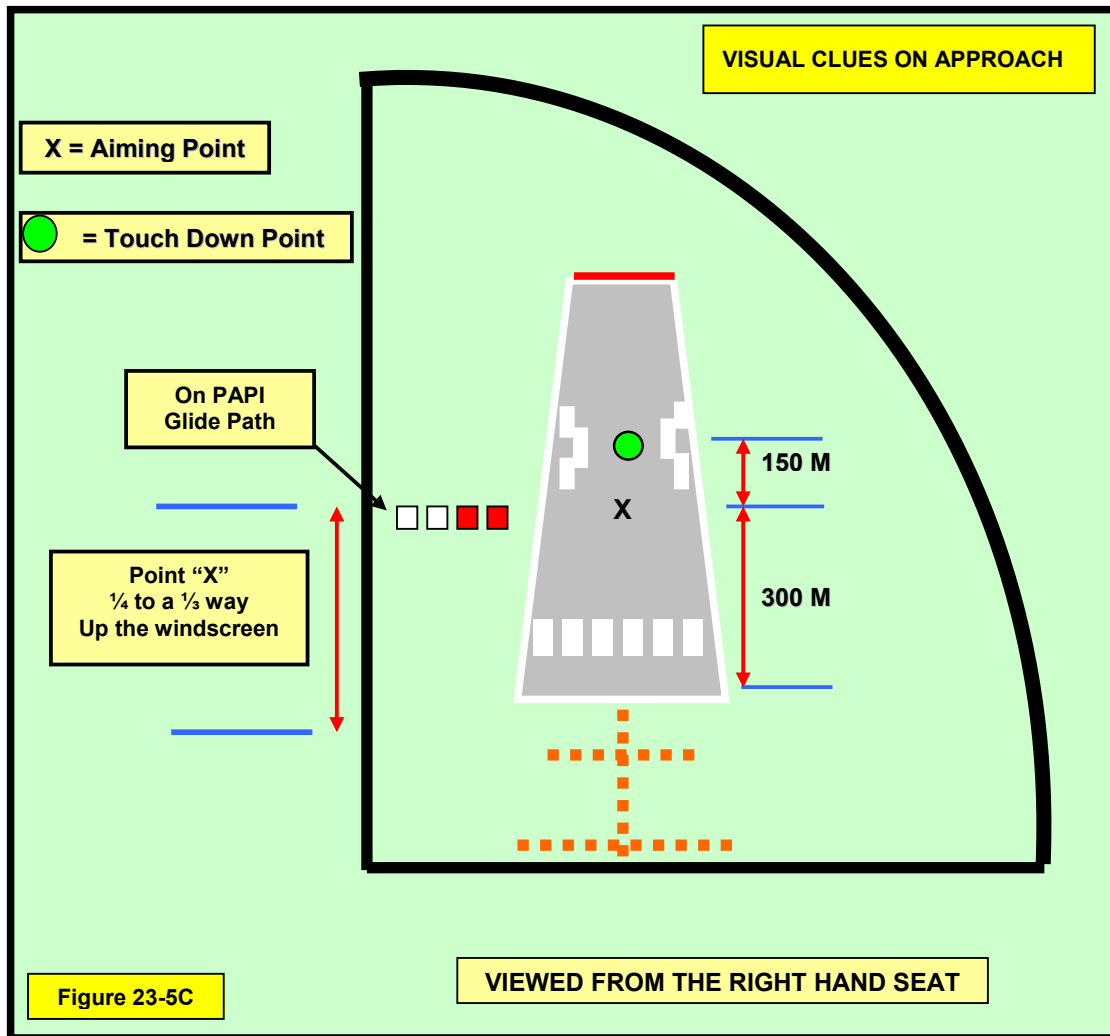 VISUAL CLUES ON APPROACH
X = Aiming Point
= Touch Down Point
On PAPI
Glide Path
150 M
X
Point “X”
¼ to a ⅓ way
Up the windscreen
300 M
VIEWED FROM THE RIGHT HAND SEAT
Figure 23-5C